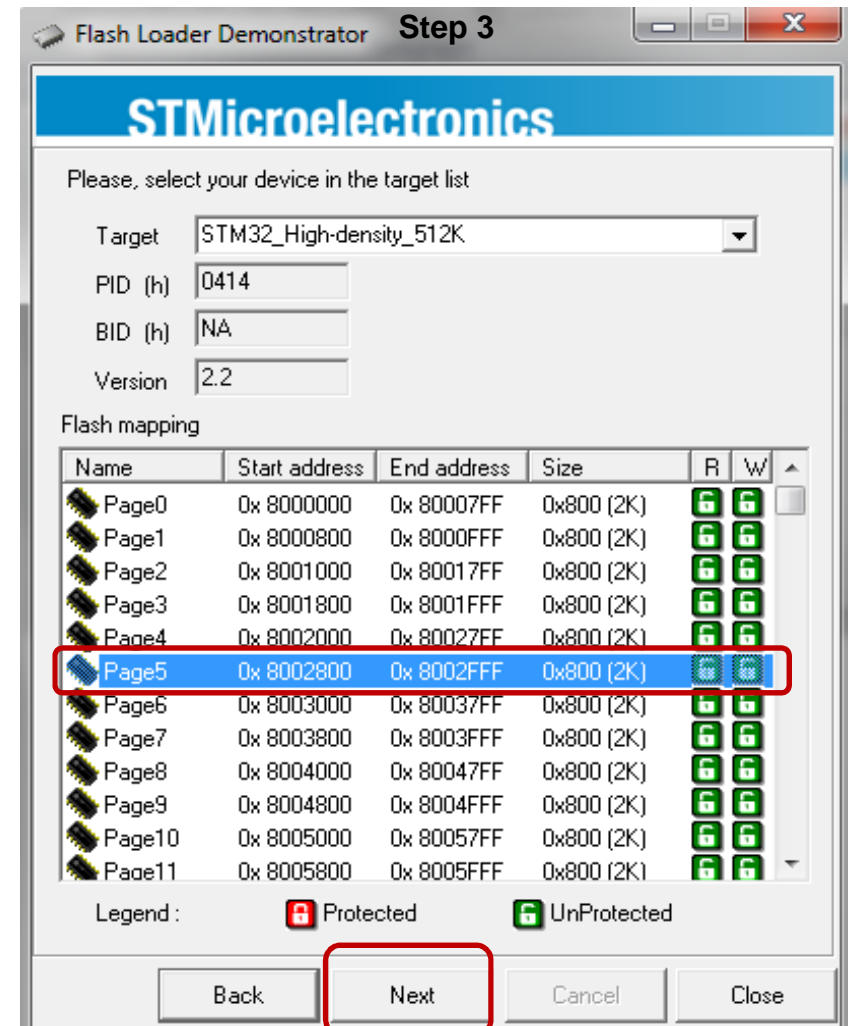 Flash Loader Demonstrator Step 3
STMicroelectronics
Please, select your device in the target list
Target STM32_High-density_512K
PID (h) 0414
BID (h) NA
Version 2.2
Flash mapping
Name Start address End address Size R W
Page0 0x 8000000 0x 80007FF 0x800 (2K)
Page1 0x 8000800 0x 8000FFF 0x800 (2K)
Page2 0x 8001000 0x 80017FF 0x800 (2K)
Page3 0x 8001800 0x 8001FFF 0x800 (2K)
Page4 0x 8002000 0x 80027FF 0x800 (2K)
Page5 0x 8002800 0x 8002FFF 0x800 (2K)
Page6 0x 8003000 0x 80037FF 0x800 (2K)
Page7 0x 8003800 0x 8003FFF 0x800 (2K)
Page8 0x 8004000 0x 80047FF 0x800 (2K)
Page9 0x 8004800 0x 8004FFF 0x800 (2K)
Page10 0x 8005000 0x 80057FF 0x800 (2K)
Page11 0x 8005800 0x 8005FFF 0x800 (2K)
Legend : Protected UnProtected
Back Next Cancel Close